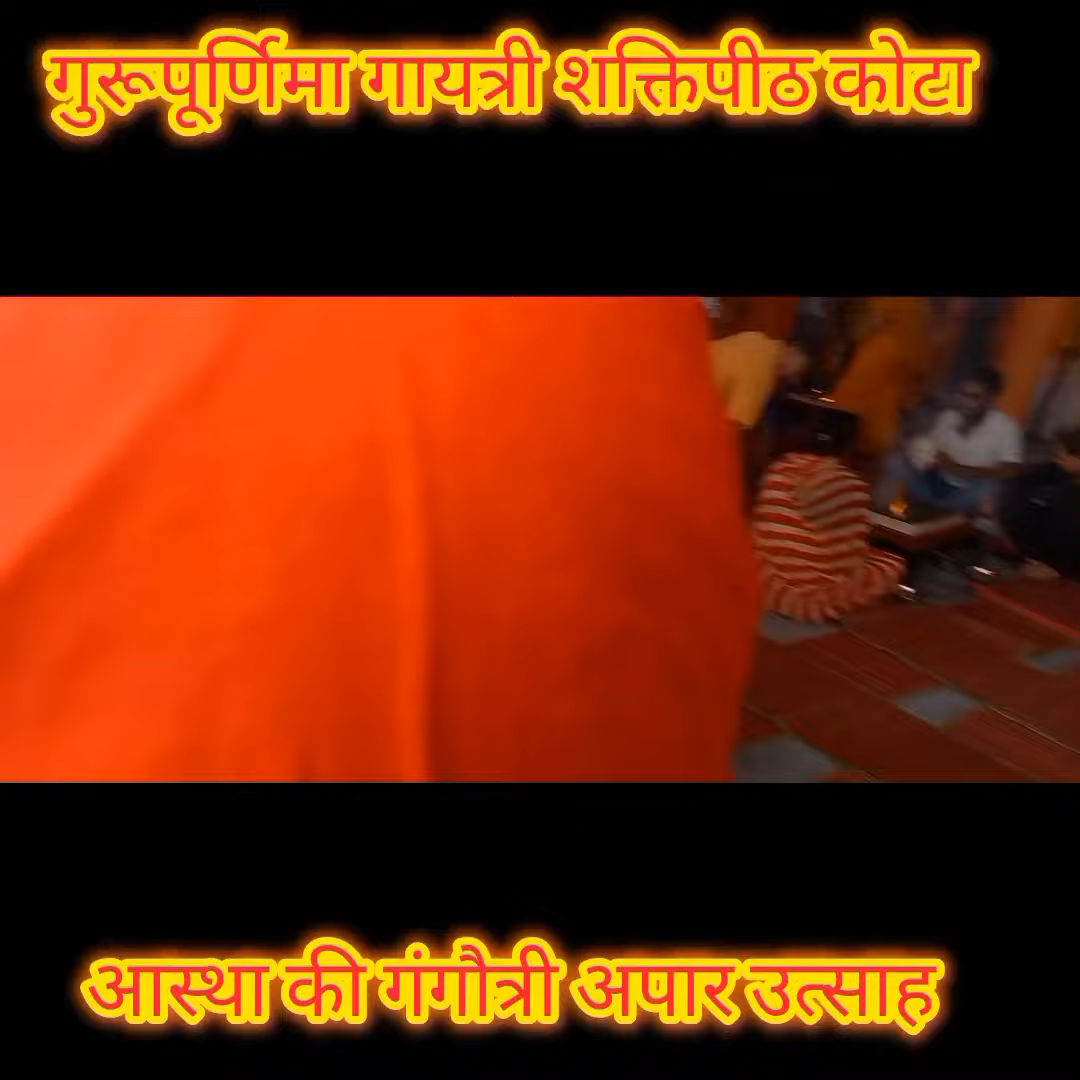 गुरूपूर्णिमा गायत्री शक्तिपीठ कोटा
आस्था की गंगौत्री अपार उत्साह